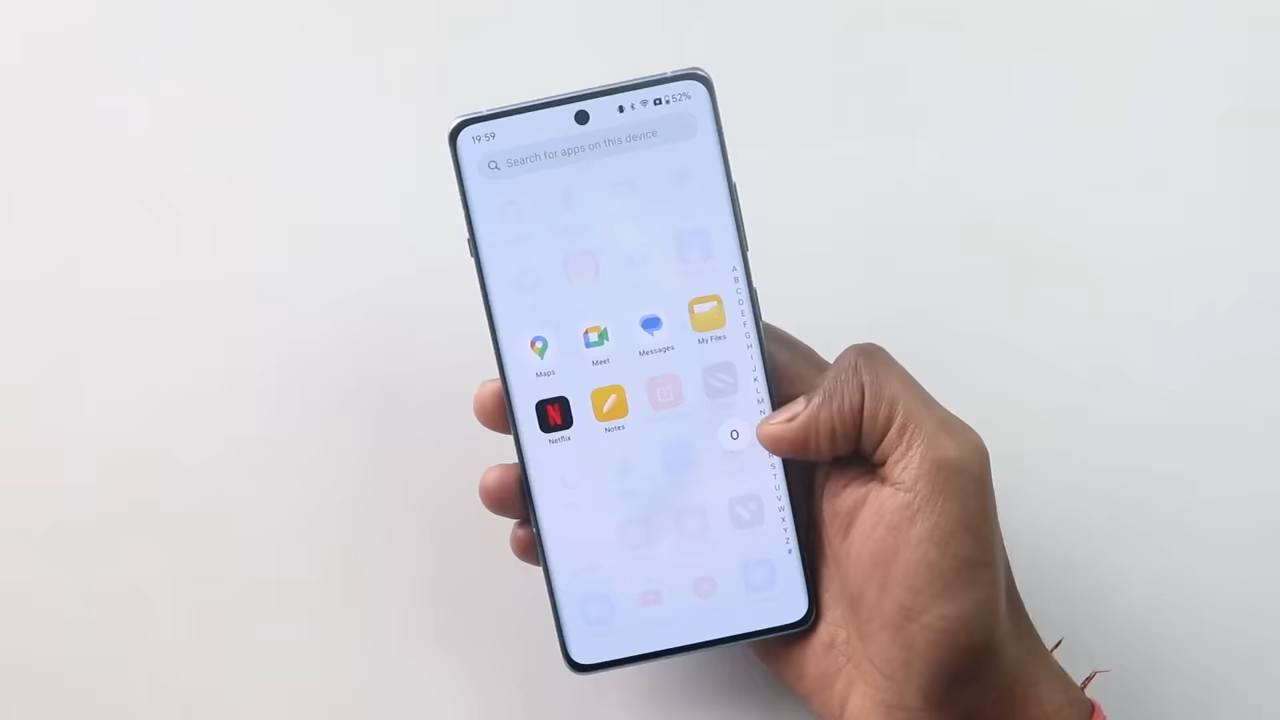 19:59
52%
Search for apps on this device
Maps
Meet
Messages
My Files
N
Netflix
Notes
O
A
B
C
D
E
F
G
H
I
J
K
L
M
N
R
S
T
U
V
W
X
Y
Z
#